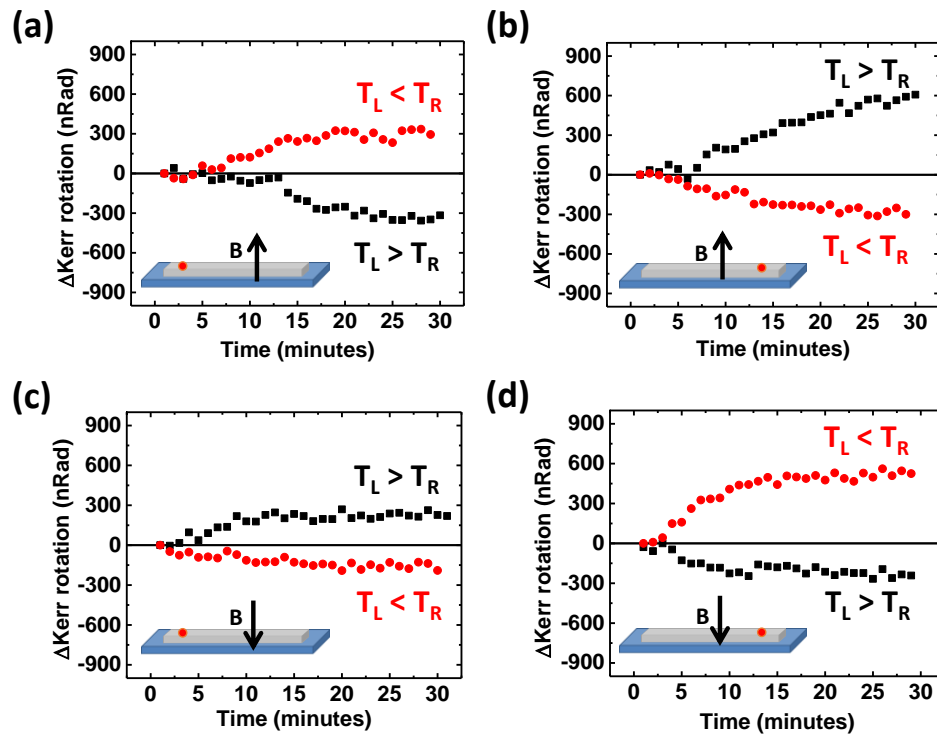 (a)
ΔKerr rotation (nRad)
900
600
300
0
-300
-600
-900
T_L < T_R
T_L > T_R
B
0 5 10 15 20 25 30
Time (minutes)
(b)
ΔKerr rotation (nRad)
900
600
300
0
-300
-600
-900
T_L > T_R
T_L < T_R
B
0 5 10 15 20 25 30
Time (minutes)
(c)
ΔKerr rotation (nRad)
900
600
300
0
-300
-600
-900
T_L > T_R
T_L < T_R
B
0 5 10 15 20 25 30
Time (minutes)
(d)
ΔKerr rotation (nRad)
900
600
300
0
-300
-600
-900
T_L < T_R
T_L > T_R
B
0 5 10 15 20 25 30
Time (minutes)